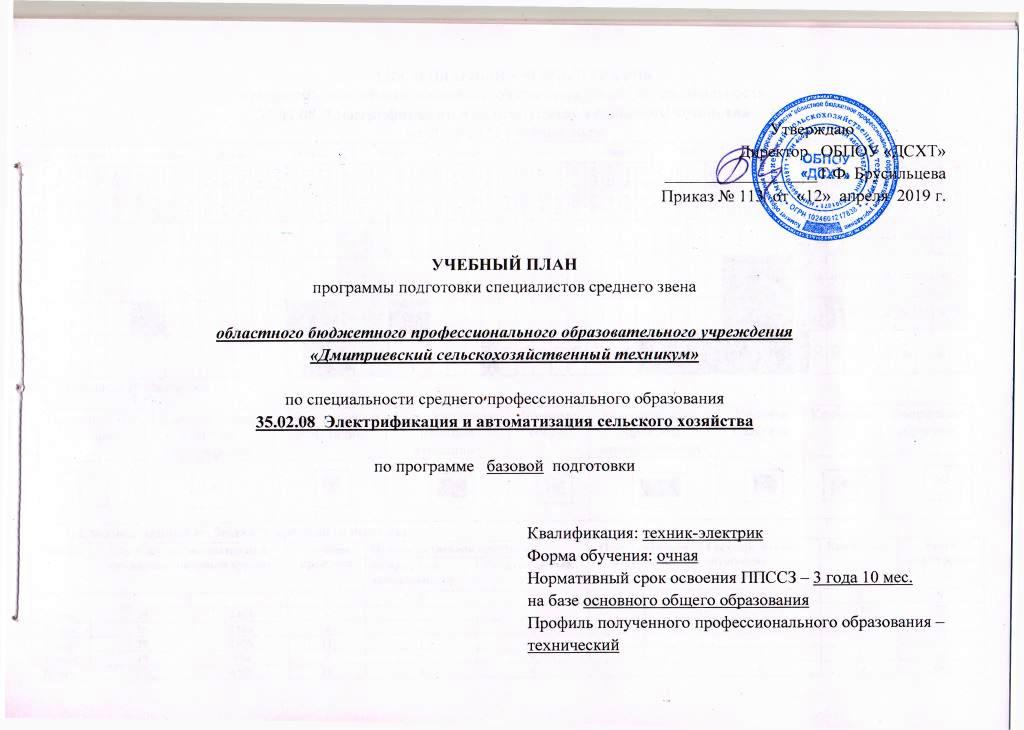 Утверждаю
Директор ОБПОУ «ДСХТ»
Брусильцева
Приказ № 113 от «12» апреля 2019 г.
ОБПОУ
«ДСХТ»
УЧЕБНЫЙ ПЛАН
программы подготовки специалистов среднего звена
областного бюджетного профессионального образовательного учреждения
«Дмитриевский сельскохозяйственный техникум»
по специальности среднего профессионального образования
35.02.08 Электрификация и автоматизация сельского хозяйства
по программе базовой подготовки
Квалификация: техник-электрик
Форма обучения: очная
Нормативный срок освоения ППССЗ – 3 года 10 мес.
на базе основного общего образования
Профиль полученного профессионального образования –
технический